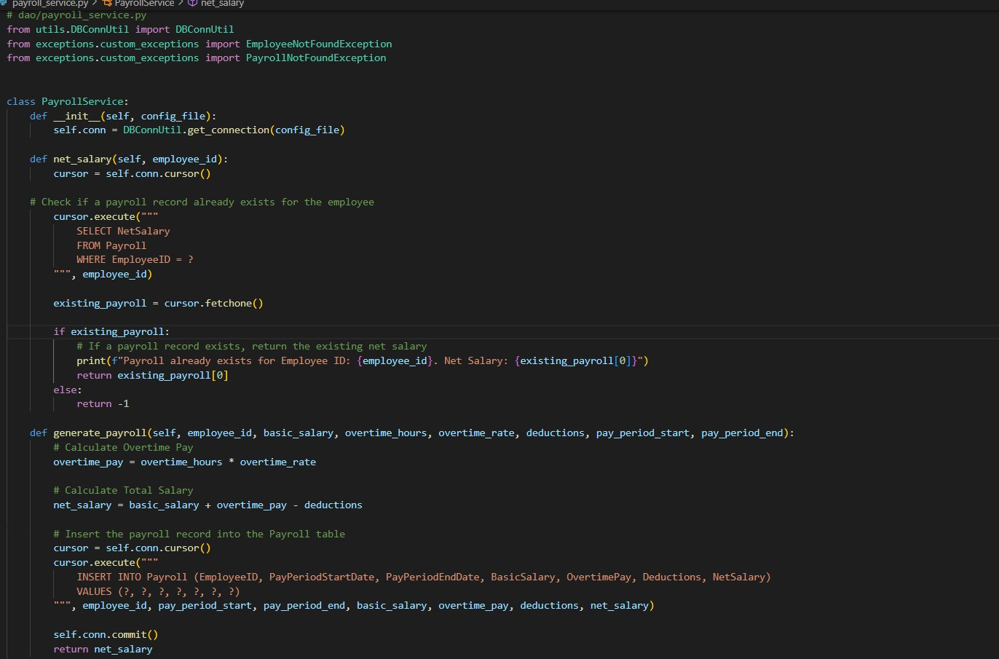 payroll_service.py > PayrollService > net_salary
# dao/payroll_service.py
from utils.DBConnUtil import DBConnUtil
from exceptions.custom_exceptions import EmployeeNotFoundException
from exceptions.custom_exceptions import PayrollNotFoundException
class PayrollService:
    def __init__(self, config_file):
        self.conn = DBConnUtil.get_connection(config_file)
    def net_salary(self, employee_id):
        cursor = self.conn.cursor()
    # Check if a payroll record already exists for the employee
        cursor.execute("""
            SELECT NetSalary
            FROM Payroll
            WHERE EmployeeID = ?
        """, employee_id)
        existing_payroll = cursor.fetchone()
        if existing_payroll:
            # If a payroll record exists, return the existing net salary
            print(f"Payroll already exists for Employee ID: {employee_id}. Net Salary: {existing_payroll[0]}")
            return existing_payroll[0]
        else:
            return -1
    def generate_payroll(self, employee_id, basic_salary, overtime_hours, overtime_rate, deductions, pay_period_start, pay_period_end):
        # Calculate Overtime Pay
        overtime_pay = overtime_hours * overtime_rate
        # Calculate Total Salary
        net_salary = basic_salary + overtime_pay - deductions
        # Insert the payroll record into the Payroll table
        cursor = self.conn.cursor()
        cursor.execute("""
            INSERT INTO Payroll (EmployeeID, PayPeriodStartDate, PayPeriodEndDate, BasicSalary, OvertimePay, Deductions, NetSalary)
            VALUES (?, ?, ?, ?, ?, ?, ?)
        """, employee_id, pay_period_start, pay_period_end, basic_salary, overtime_pay, deductions, net_salary)
        self.conn.commit()
        return net_salary